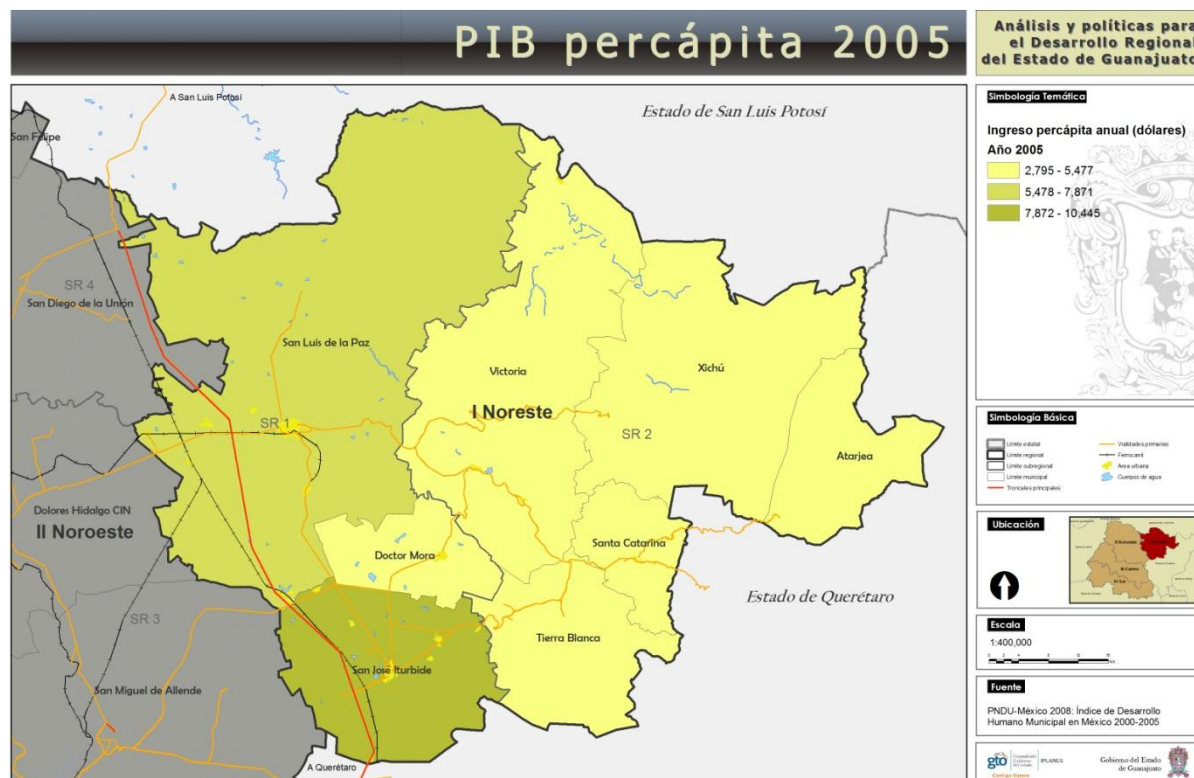 PIB percápita 2005
Análisis y políticas para
el Desarrollo Regional
del Estado de Guanajuato
A San Luis Potosí
Estado de San Luis Potosí
San Felipe
SR 4
San Diego de la Unión
San Luis de la Paz
Victoria
Xichú
I Noreste
SR 1
SR 2
Atarjea
Dolores Hidalgo CIN
II Noroeste
Doctor Mora
Santa Catarina
Estado de Querétaro
SR 3
Tierra Blanca
San José Iturbide
San Miguel de Allende
A Querétaro
Simbología Temática
Ingreso percápita anual (dólares)
Año 2005
2,795 - 5,477
5,478 - 7,871
7,872 - 10,445
Simbología Básica
Límite estatal
Límite regional
Límite subregional
Límite municipal
Troncales principales
Vialidades primarias
Ferrocarril
Area urbana
Cuerpos de agua
Ubicación
Escala
1:400,000
Fuente
PNDU-México 2008: Índice de Desarrollo
Humano Municipal en México 2000-2005
gto
IPLANEG
Contigo Vamos
Gobierno del Estado
de Guanajuato